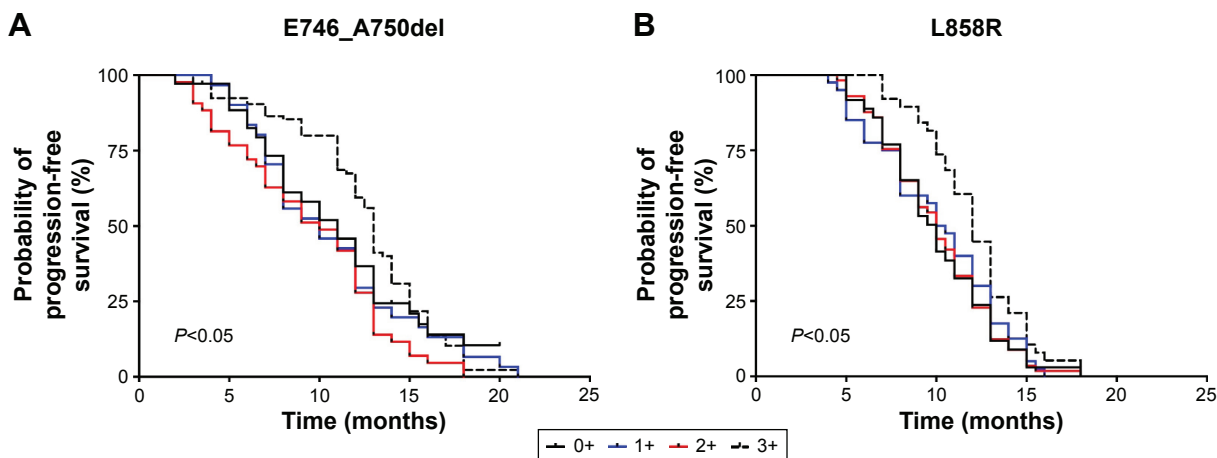 A
E746_A750del
Probability of
progression-free
survival (%)
100
75
50
25
0
P<0.05
0 5 10 15 20 25
Time (months)
B
L858R
Probability of
progression-free
survival (%)
100
75
50
25
0
P<0.05
0 5 10 15 20 25
Time (months)
0+ 1+ 2+ 3+